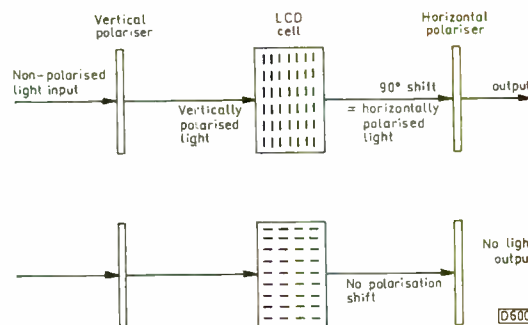 Vertical
polariser
LCD
cell
Horizontal
polariser
Non-polarised
light input
Vertically
polarised
light
90° shift
= horizontally
polarised
light
output
No polarisation
shift
No light
output
D600